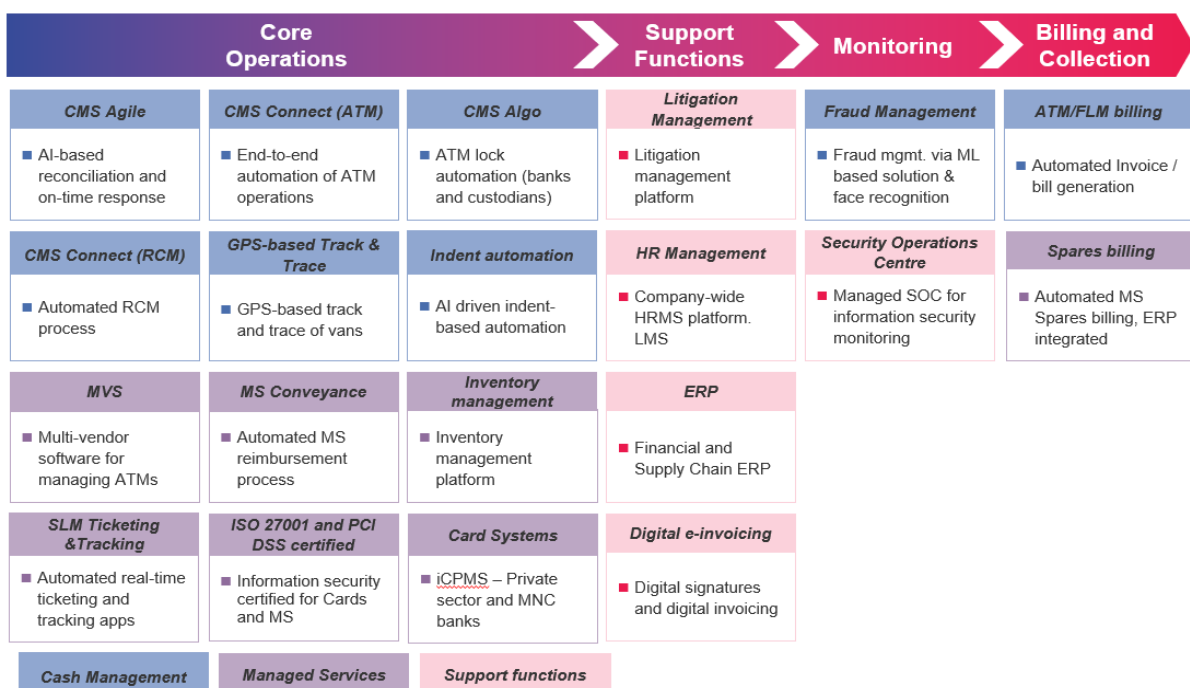 Core
Operations
Support
Functions
Monitoring
Billing and
Collection
CMS Agile
AI-based
reconciliation and
on-time response
CMS Connect (ATM)
End-to-end
automation of ATM
operations
CMS Algo
ATM lock
automation (banks
and custodians)
Litigation
Management
Litigation
management
platform
Fraud Management
Fraud mgmt. via ML
based solution &
face recognition
ATM/FLM billing
Automated Invoice /
bill generation
CMS Connect (RCM)
Automated RCM
process
GPS-based Track &
Trace
GPS-based track
and trace of vans
Indent automation
AI driven indent-
based automation
HR Management
Company-wide
HRMS platform.
LMS
Security Operations
Centre
Managed SOC for
information security
monitoring
Spares billing
Automated MS
Spares billing, ERP
integrated
MVS
Multi-vendor
software for
managing ATMs
MS Conveyance
Automated MS
reimbursement
process
Inventory
management
Inventory
management
platform
ERP
Financial and
Supply Chain ERP
SLM Ticketing
&Tracking
Automated real-time
ticketing and
tracking apps
ISO 27001 and PCI
DSS certified
Information security
certified for Cards
and MS
Card Systems
iCPMS – Private
sector and MNC
banks
Digital e-invoicing
Digital signatures
and digital invoicing
Cash Management
Managed Services
Support functions